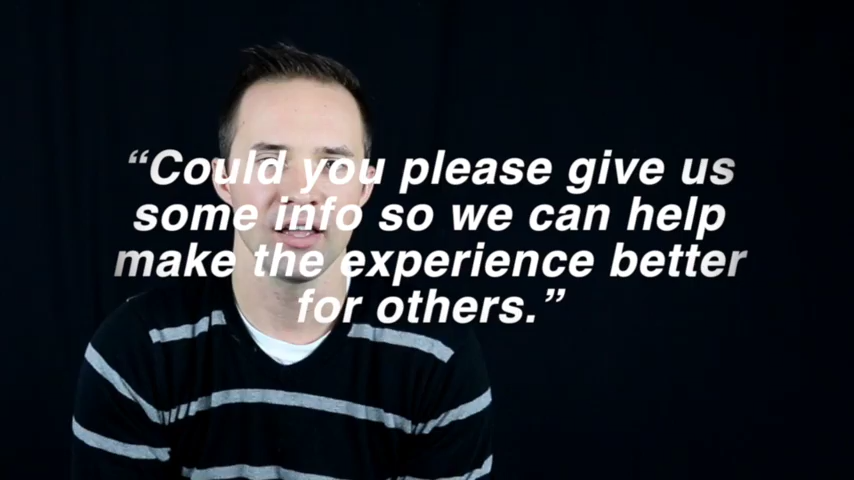 “Could you please give us
some info so we can help
make the experience better
for others.”